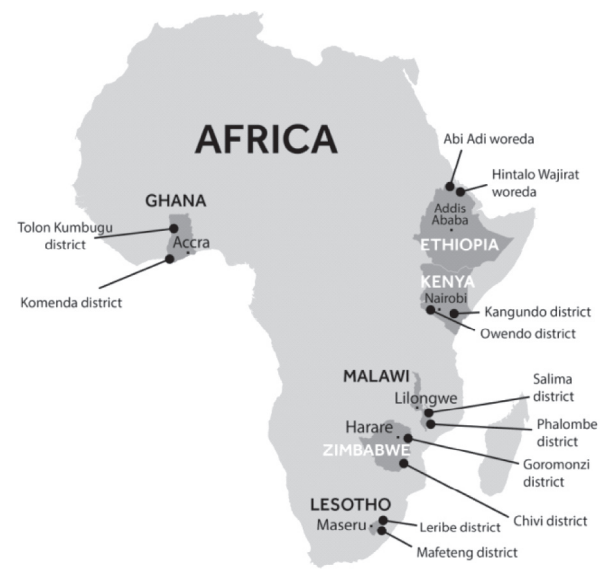 AFRICA
Abi Adi woreda
Hintalo Wajirat
woreda
GHANA
Addis
Ababa
Tolon Kumbugu
district
Accra
ETHIOPIA
KENYA
Komenda district
Nairobi
Kangundo district
Owendo district
MALAWI
Salima
district
Lilongwe
Phalombe
district
Harare
ZIMBABWE
Goromonzi
district
LESOTHO
Chivi district
Maseru
Leribe district
Mafeteng district